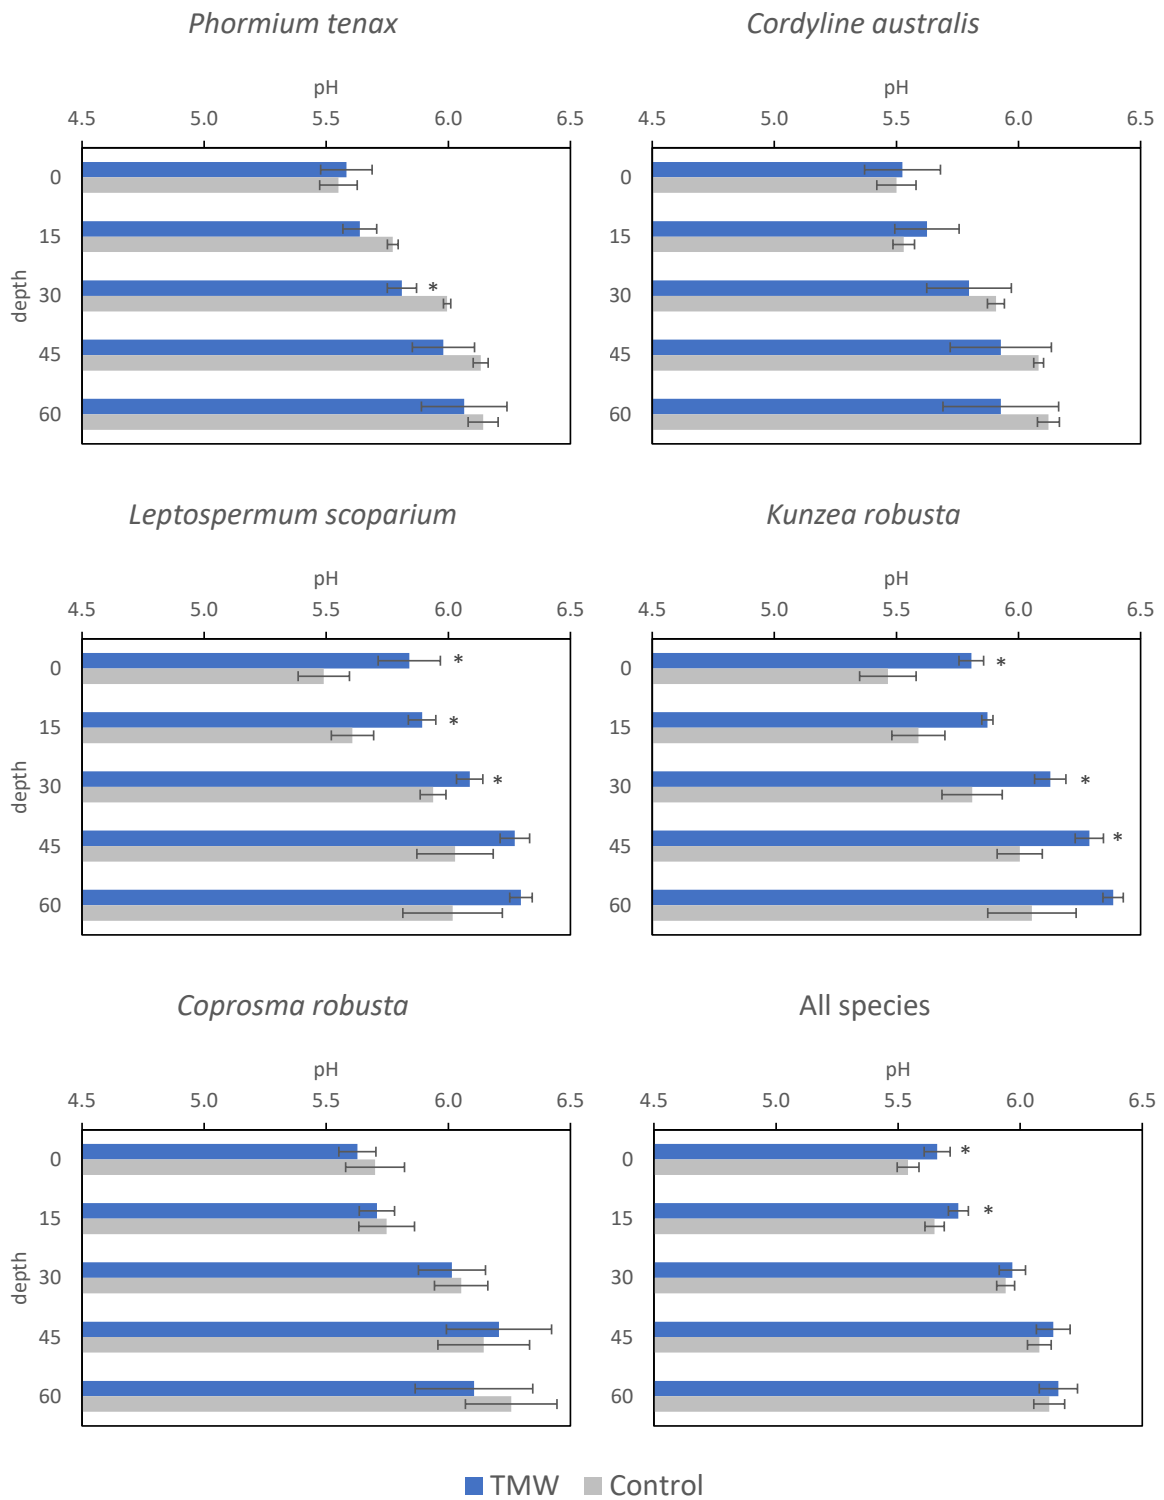 Phormium tenax
pH
4.5 5.0 5.5 6.0 6.5
depth
0
15
30 *
45
60
Cordyline australis
pH
4.5 5.0 5.5 6.0 6.5
0
15
30
45
60
Leptospermum scoparium
pH
4.5 5.0 5.5 6.0 6.5
depth
0 *
15 *
30 *
45
60
Kunzea robusta
pH
4.5 5.0 5.5 6.0 6.5
0 *
15
30 *
45 *
60
Coprosma robusta
pH
4.5 5.0 5.5 6.0 6.5
depth
0
15
30
45
60
All species
pH
4.5 5.0 5.5 6.0 6.5
0 *
15 *
30
45
60
TMW Control